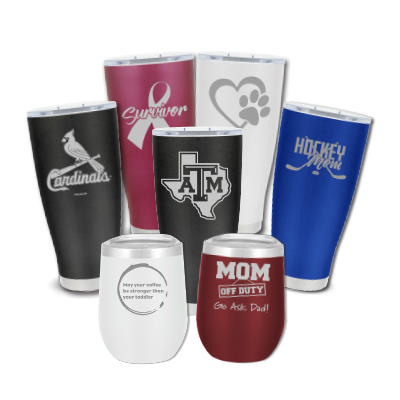 Survivor
HOCKEY
Mom
Cardinals
ATM
May your coffee
be stronger than
your toddler
MOM
OFF DUTY
Go Ask Dad!